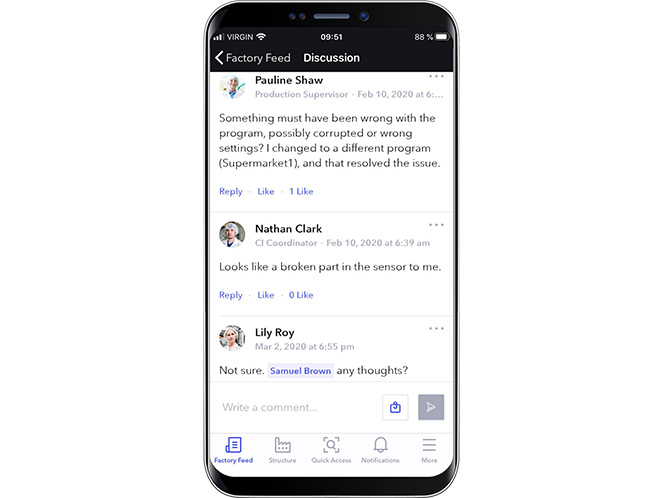 VIRGIN 09:51 88 %
Factory Feed Discussion
Pauline Shaw
Production Supervisor · Feb 10, 2020 at 6:...
Something must have been wrong with the
program, possibly corrupted or wrong
settings? I changed to a different program
(Supermarket1), and that resolved the issue.
Reply · Like · 1 Like
Nathan Clark
CI Coordinator · Feb 10, 2020 at 6:39 am
Looks like a broken part in the sensor to me.
Reply · Like · 0 Like
Lily Roy
Mar 2, 2020 at 6:55 pm
Not sure. Samuel Brown any thoughts?
Write a comment...
Factory Feed Structure Quick Access Notifications More